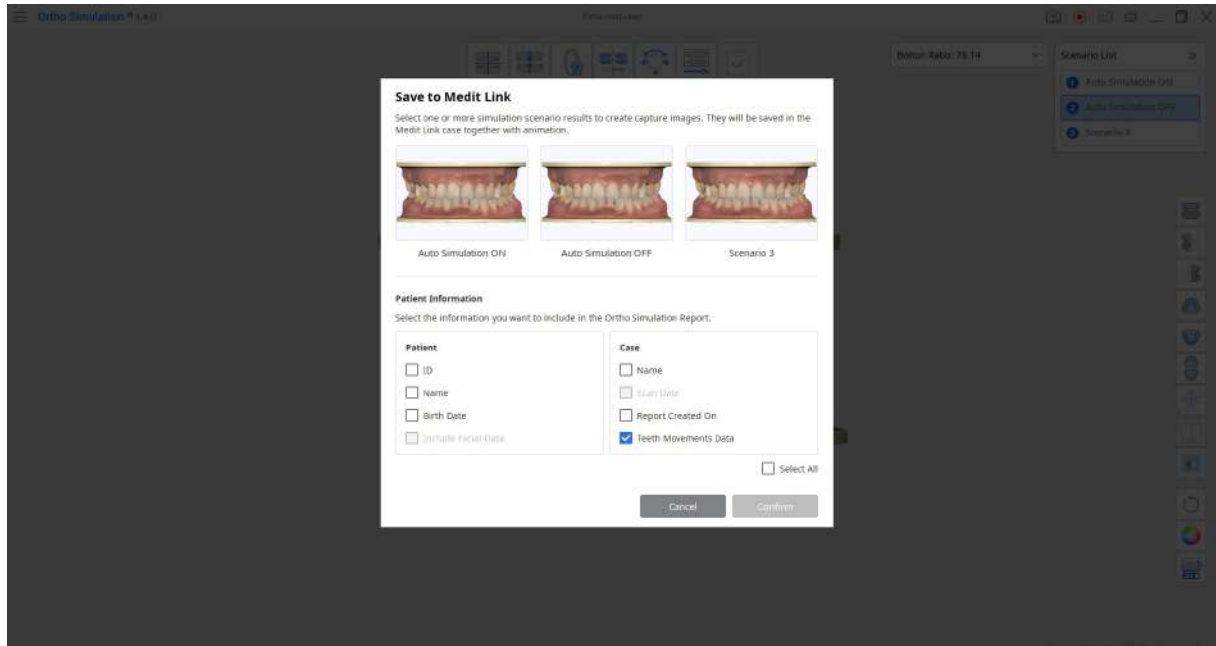 Ortho Simulation
Bolton Ratio: 78.14
Scenario List
1 Auto Simulation ON
2 Auto Simulation OFF
3 Scenario 3
Save to Medit Link
Select one or more simulation scenario results to create capture images. They will be saved in the
Medit Link case together with animation.
Auto Simulation ON
Auto Simulation OFF
Scenario 3
Patient Information
Select the information you want to include in the Ortho Simulation Report.
Patient
ID
Name
Birth Date
Include Facial Data
Case
Name
Scan Date
Report Created On
Teeth Movements Data
Select All
Cancel
Confirm